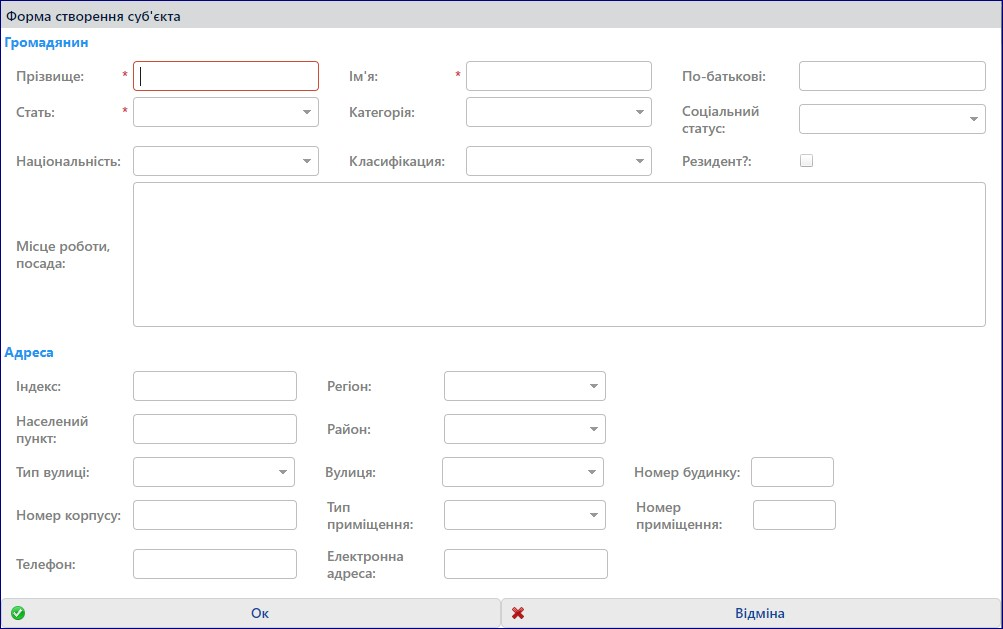 Форма створення суб'єкта
Громадянин
Прізвище: * Ім'я: * По-батькові:
Стать: * Категорія: Соціальний
статус:
Національність: Класифікация: Резидент?:
Місце роботи,
посада:
Адреса
Індекс: Регіон:
Населений
пункт: Район:
Тип вулиці: Вулиця: Номер будинку:
Номер корпусу: Тип
приміщення: Номер
приміщення:
Телефон: Електронна
адреса:
Ок Відміна